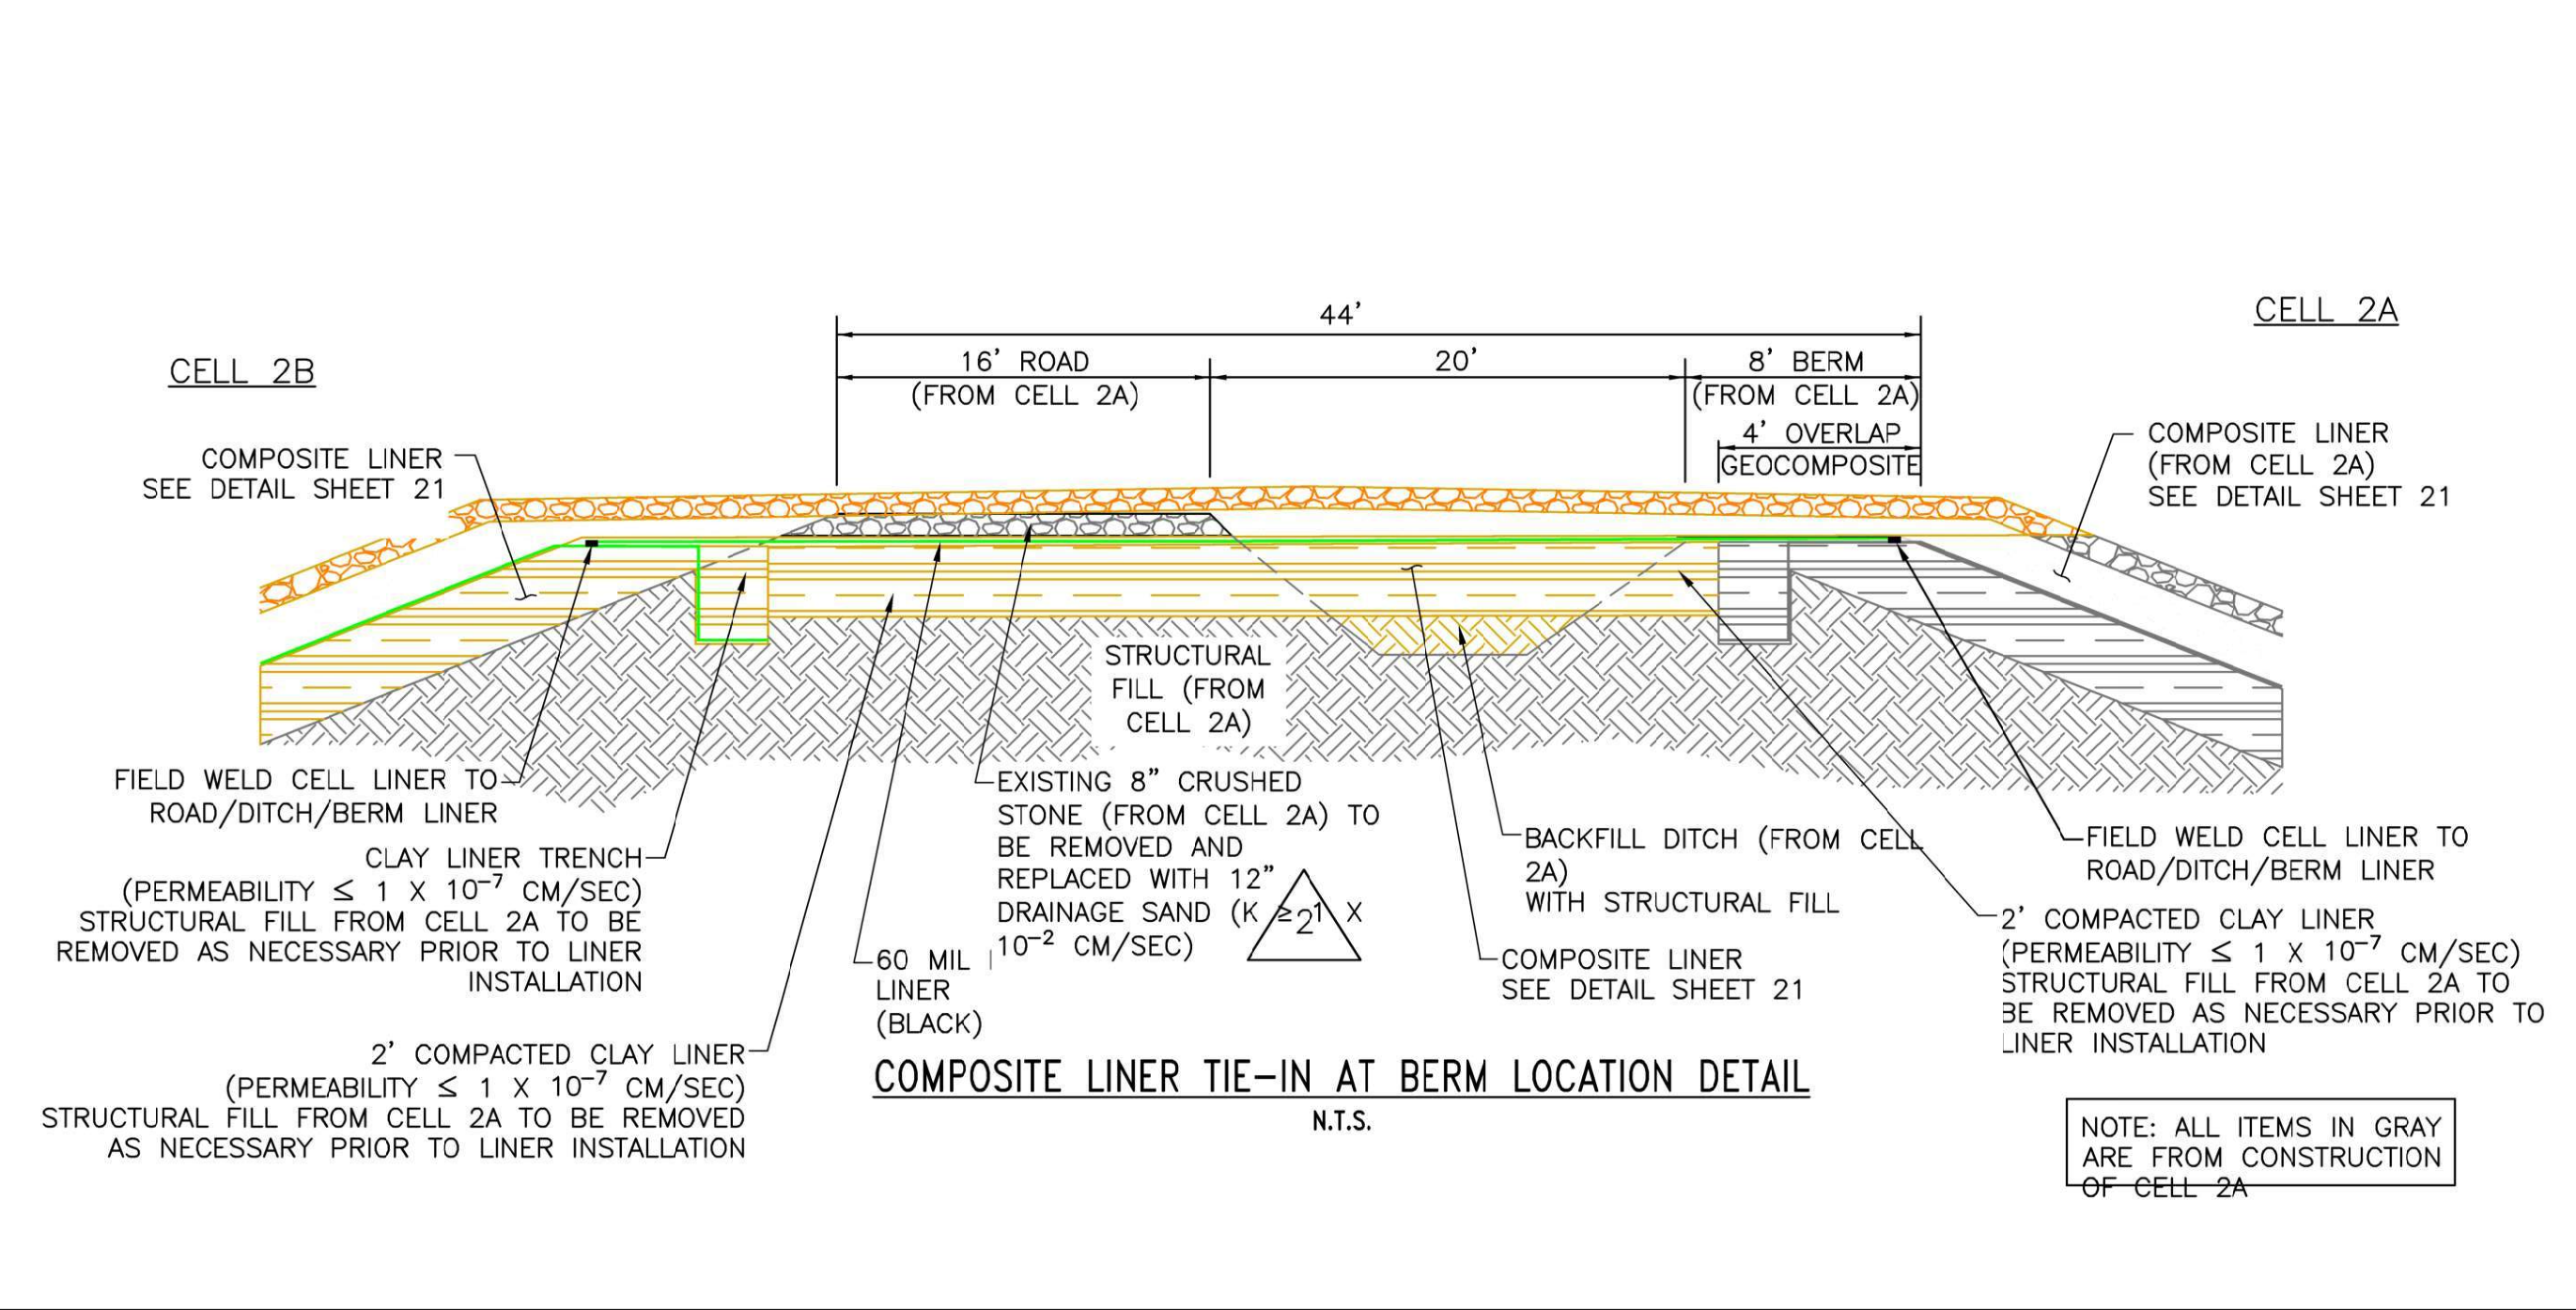 44’
CELL 2A
CELL 2B
16’ ROAD
(FROM CELL 2A)
20’
8’ BERM
(FROM CELL 2A)
4’ OVERLAP
GEOCOMPOSITE
COMPOSITE LINER
SEE DETAIL SHEET 21
COMPOSITE LINER
(FROM CELL 2A)
SEE DETAIL SHEET 21
STRUCTURAL
FILL (FROM
CELL 2A)
FIELD WELD CELL LINER TO
ROAD/DITCH/BERM LINER
CLAY LINER TRENCH
(PERMEABILITY ≤ 1 X 10⁻⁷ CM/SEC)
STRUCTURAL FILL FROM CELL 2A TO BE
REMOVED AS NECESSARY PRIOR TO LINER
INSTALLATION
2’ COMPACTED CLAY LINER
(PERMEABILITY ≤ 1 X 10⁻⁷ CM/SEC)
STRUCTURAL FILL FROM CELL 2A TO BE REMOVED
AS NECESSARY PRIOR TO LINER INSTALLATION
60 MIL
LINER
(BLACK)
EXISTING 8” CRUSHED
STONE (FROM CELL 2A) TO
BE REMOVED AND
REPLACED WITH 12”
DRAINAGE SAND (K ≥ 1 X
10⁻² CM/SEC)
2
BACKFILL DITCH (FROM CELL
2A)
WITH STRUCTURAL FILL
COMPOSITE LINER
SEE DETAIL SHEET 21
FIELD WELD CELL LINER TO
ROAD/DITCH/BERM LINER
2’ COMPACTED CLAY LINER
(PERMEABILITY ≤ 1 X 10⁻⁷ CM/SEC)
STRUCTURAL FILL FROM CELL 2A TO
BE REMOVED AS NECESSARY PRIOR TO
LINER INSTALLATION
COMPOSITE LINER TIE-IN AT BERM LOCATION DETAIL
N.T.S.
NOTE: ALL ITEMS IN GRAY
ARE FROM CONSTRUCTION
OF CELL 2A